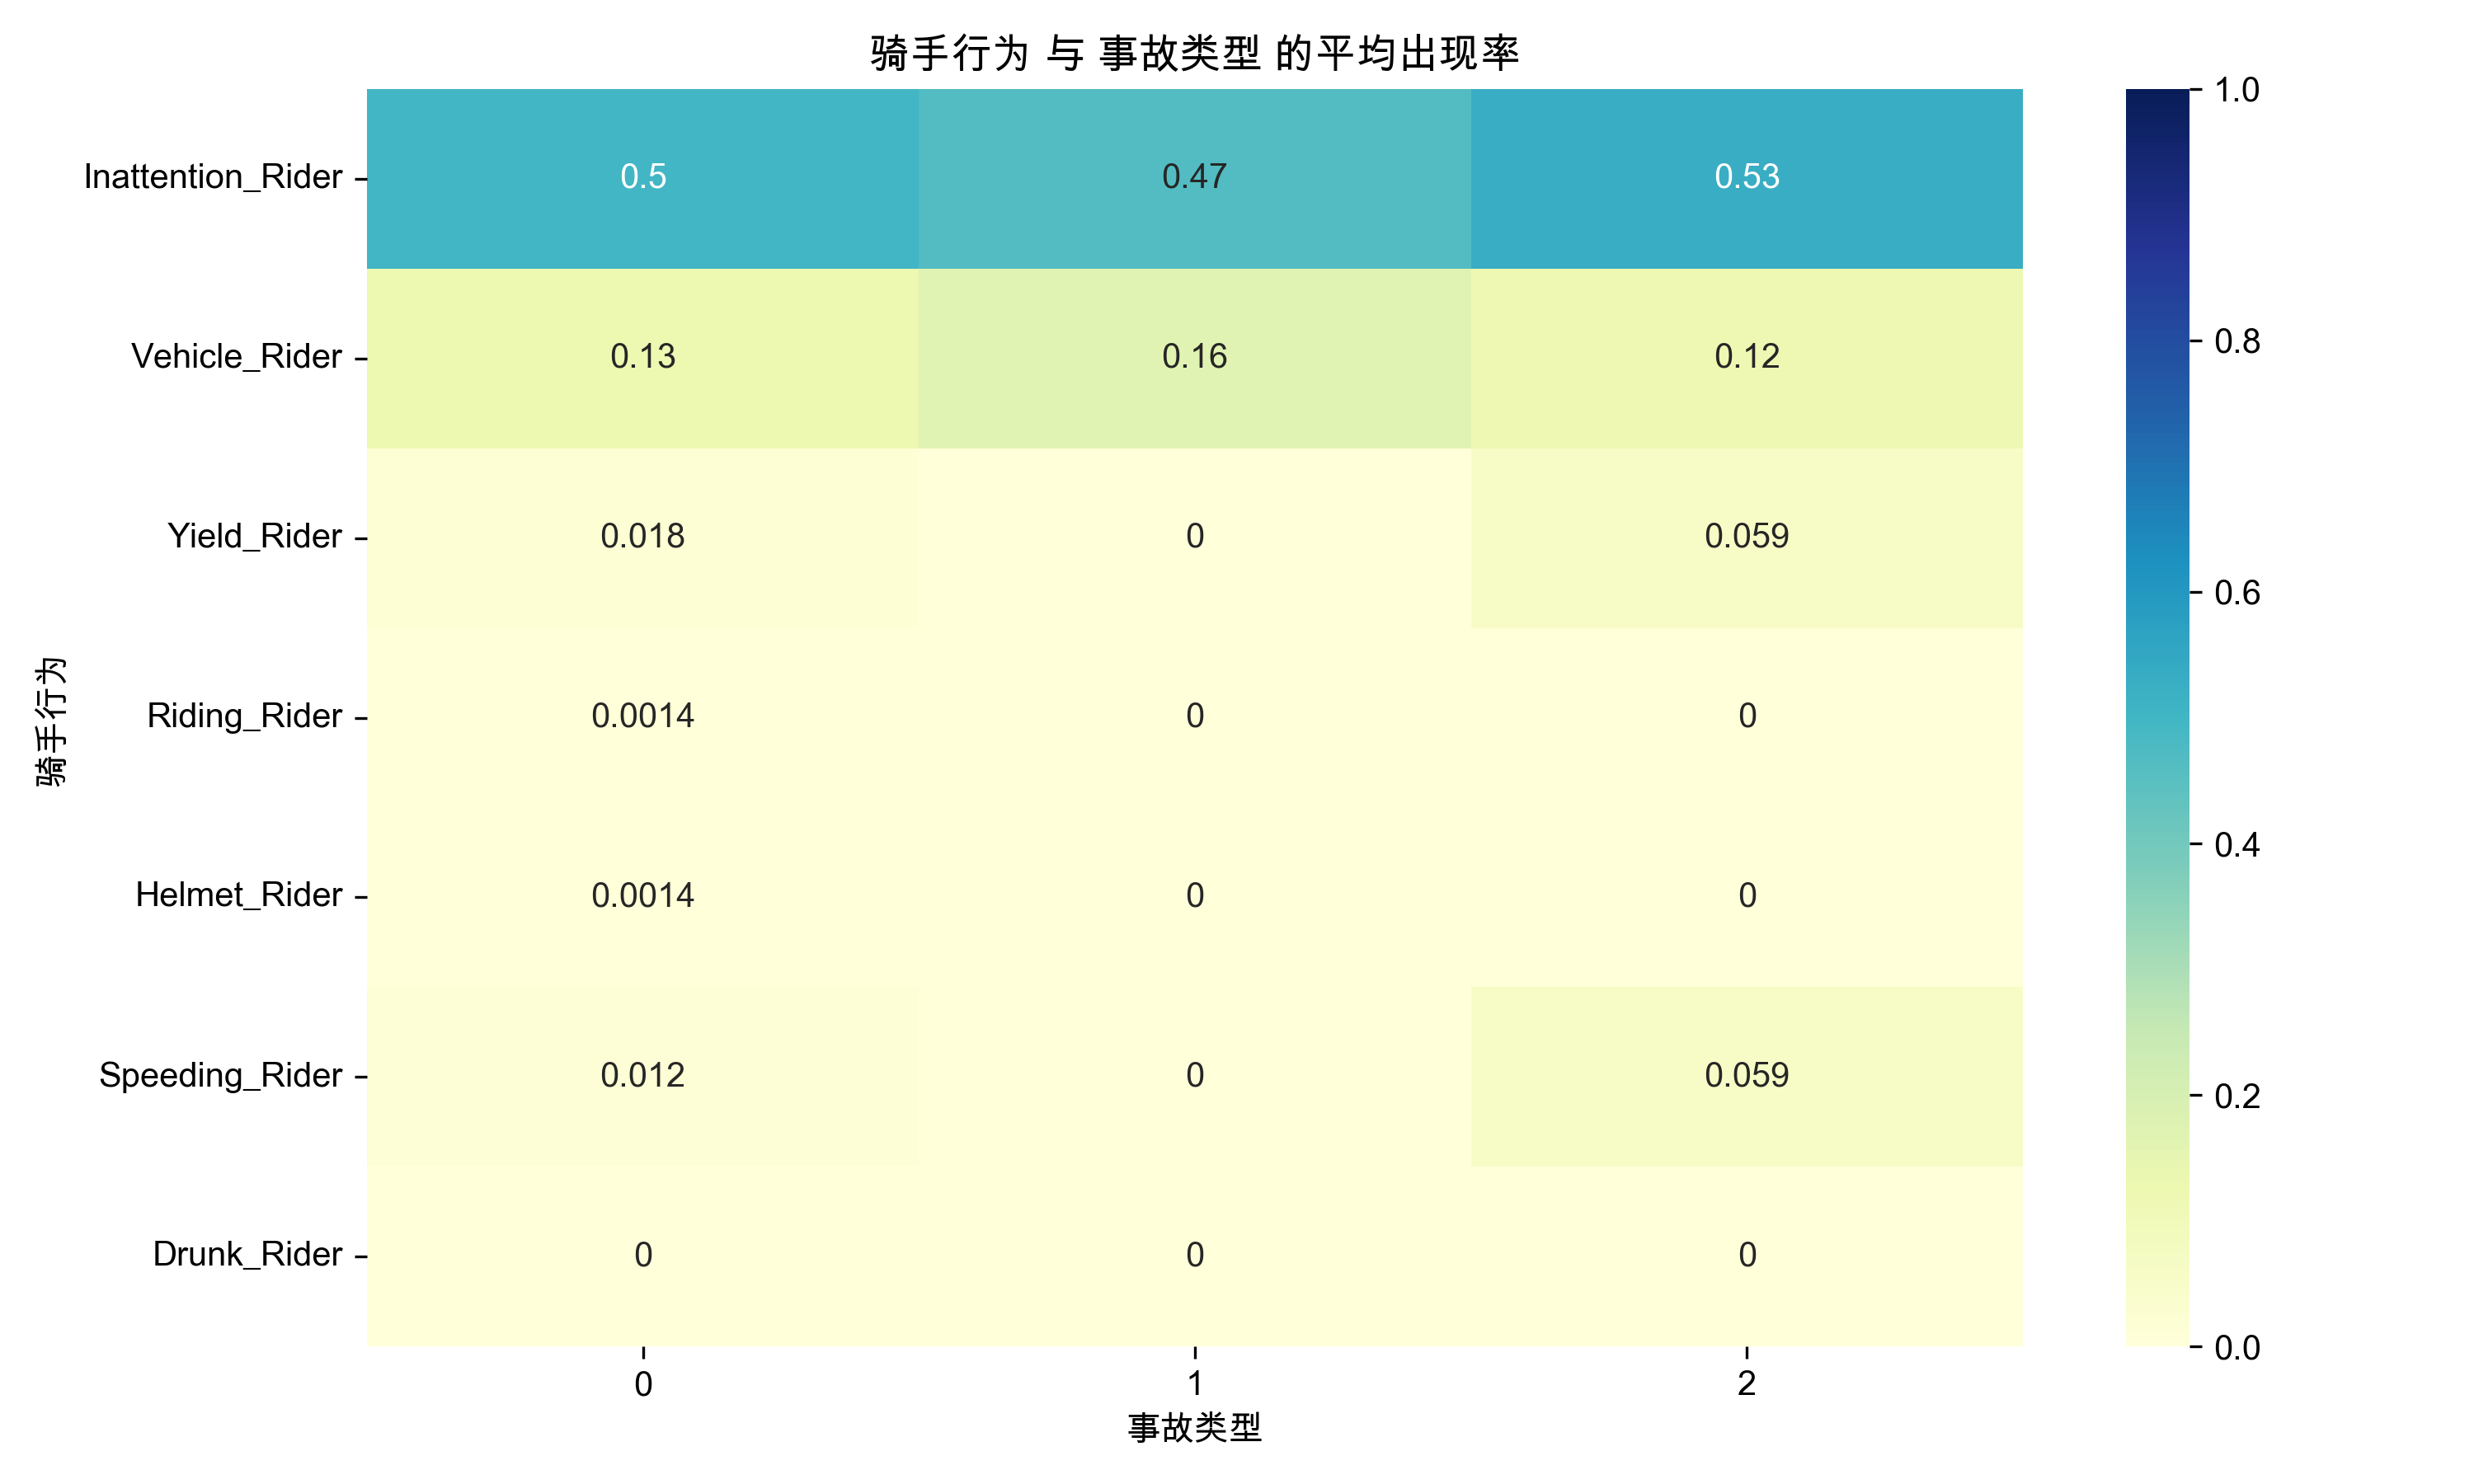 骑手行为 与 事故类型 的平均出现率
骑手行为
Inattention_Rider 0.5 0.47 0.53
Vehicle_Rider 0.13 0.16 0.12
Yield_Rider 0.018 0 0.059
Riding_Rider 0.0014 0 0
Helmet_Rider 0.0014 0 0
Speeding_Rider 0.012 0 0.059
Drunk_Rider 0 0 0
0 1 2
事故类型
1.0
0.8
0.6
0.4
0.2
0.0